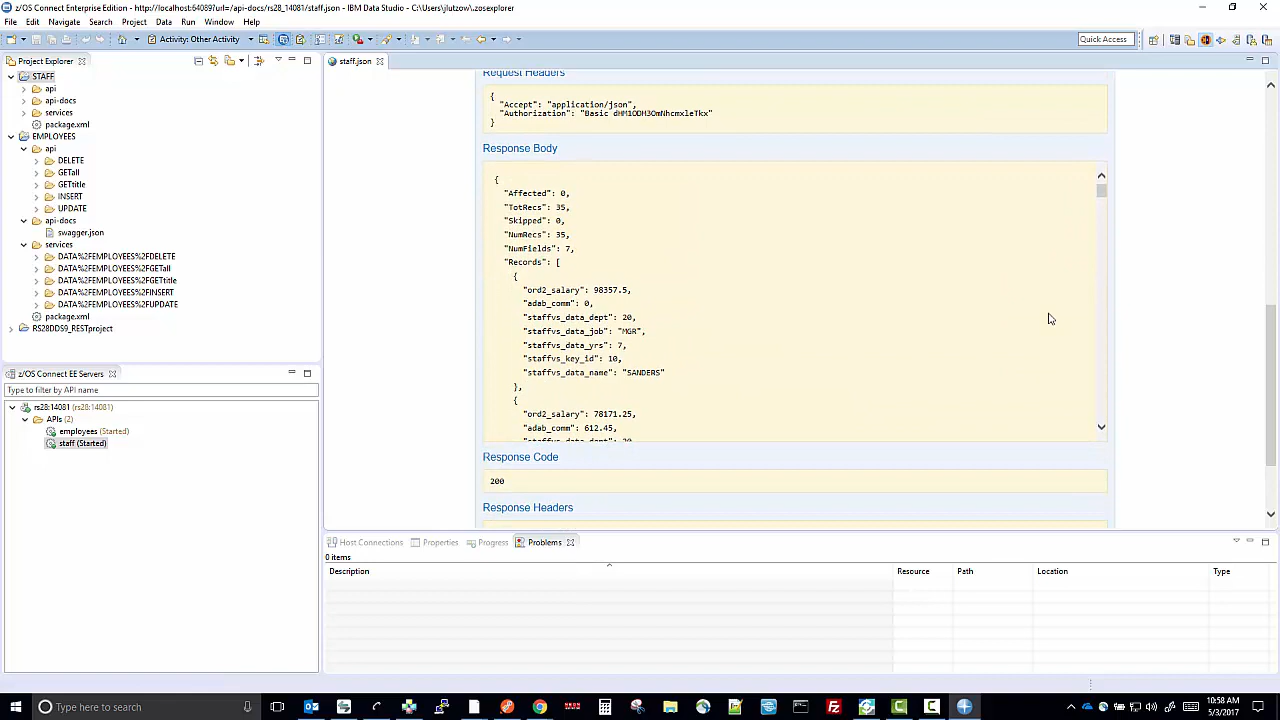 z/OS Connect Enterprise Edition - http://localhost:64089?url=/api-docs/rs28_14081/staff.json - IBM Data Studio - C:\Users\jlutzow\.zosexplorer
File Edit Navigate Search Project Data Run Window Help
Activity: Other Activity
Quick Access
Project Explorer
STAFF
api
api-docs
services
package.xml
EMPLOYEES
api
DELETE
GETall
GETtitle
INSERT
UPDATE
api-docs
swagger.json
services
DATA%2FEMPLOYEES%2FDELETE
DATA%2FEMPLOYEES%2FGETall
DATA%2FEMPLOYEES%2FGETtitle
DATA%2FEMPLOYEES%2FINSERT
DATA%2FEMPLOYEES%2FUPDATE
package.xml
RS28DDS9_RESTproject
z/OS Connect EE Servers
Type to filter by API name
rs28:14081 (rs28:14081)
APIs (2)
employees (Started)
staff (Started)
staff.json
Request Headers
{
"Accept": "application/json",
"Authorization": "Basic dHM1ODH3OmNhcmxleTkx"
}
Response Body
{
"Affected": 0,
"TotRecs": 35,
"Skipped": 0,
"NumRecs": 35,
"NumFields": 7,
"Records": [
{
"ord2_salary": 98357.5,
"adab_comm": 0,
"staffvs_data_dept": 20,
"staffvs_data_job": "MGR",
"staffvs_data_yrs": 7,
"staffvs_key_id": 10,
"staffvs_data_name": "SANDERS"
},
{
"ord2_salary": 78171.25,
"adab_comm": 612.45,
"staffvs_data_dept": 20
Response Code
200
Response Headers
Host Connections Properties Progress Problems
0 items
Description Resource Path Location Type
Type here to search
10:58 AM
5/3/2017